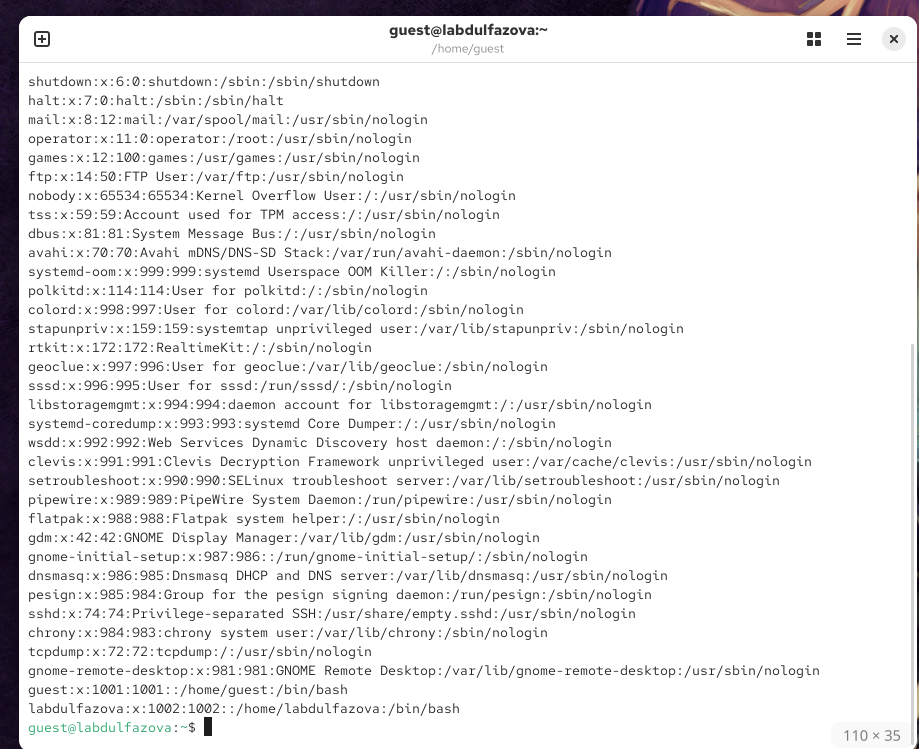 guest@labdulfazova:~
/home/guest
shutdown:x:6:0:shutdown:/sbin:/sbin/shutdown
halt:x:7:0:halt:/sbin:/sbin/halt
mail:x:8:12:mail:/var/spool/mail:/usr/sbin/nologin
operator:x:11:0:operator:/root:/usr/sbin/nologin
games:x:12:100:games:/usr/games:/usr/sbin/nologin
ftp:x:14:50:FTP User:/var/ftp:/usr/sbin/nologin
nobody:x:65534:65534:Kernel Overflow User:/:/usr/sbin/nologin
tss:x:59:59:Account used for TPM access:/:/usr/sbin/nologin
dbus:x:81:81:System Message Bus:/:/usr/sbin/nologin
avahi:x:70:70:Avahi mDNS/DNS-SD Stack:/var/run/avahi-daemon:/sbin/nologin
systemd-oom:x:999:999:systemd Userspace OOM Killer:/:/sbin/nologin
polkitd:x:114:114:User for polkitd:/:/sbin/nologin
colord:x:998:997:User for colord:/var/lib/colord:/sbin/nologin
stapunpriv:x:159:159:systemtap unprivileged user:/var/lib/stapunpriv:/sbin/nologin
rtkit:x:172:172:RealtimeKit:/:/sbin/nologin
geoclue:x:997:996:User for geoclue:/var/lib/geoclue:/sbin/nologin
sssd:x:996:995:User for sssd:/run/sssd/:/sbin/nologin
libstoragemgmt:x:994:994:daemon account for libstoragemgmt:/:/usr/sbin/nologin
systemd-coredump:x:993:993:systemd Core Dumper:/:/usr/sbin/nologin
wsdd:x:992:992:Web Services Dynamic Discovery host daemon:/:/sbin/nologin
clevis:x:991:991:Clevis Decryption Framework unprivileged user:/var/cache/clevis:/usr/sbin/nologin
setroubleshoot:x:990:990:SELinux troubleshoot server:/var/lib/setroubleshoot:/usr/sbin/nologin
pipewire:x:989:989:PipeWire System Daemon:/run/pipewire:/usr/sbin/nologin
flatpak:x:988:988:Flatpak system helper:/:/usr/sbin/nologin
gdm:x:42:42:GNOME Display Manager:/var/lib/gdm:/usr/sbin/nologin
gnome-initial-setup:x:987:986::/run/gnome-initial-setup/:/sbin/nologin
dnsmasq:x:986:985:Dnsmasq DHCP and DNS server:/var/lib/dnsmasq:/usr/sbin/nologin
pesign:x:985:984:Group for the pesign signing daemon:/run/pesign:/sbin/nologin
sshd:x:74:74:Privilege-separated SSH:/usr/share/empty.sshd:/usr/sbin/nologin
chrony:x:984:983:chrony system user:/var/lib/chrony:/sbin/nologin
tcpdump:x:72:72:tcpdump:/:/usr/sbin/nologin
gnome-remote-desktop:x:981:981:GNOME Remote Desktop:/var/lib/gnome-remote-desktop:/usr/sbin/nologin
guest:x:1001:1001::/home/guest:/bin/bash
labdulfazova:x:1002:1002::/home/labdulfazova:/bin/bash
guest@labdulfazova:~$
110 × 35